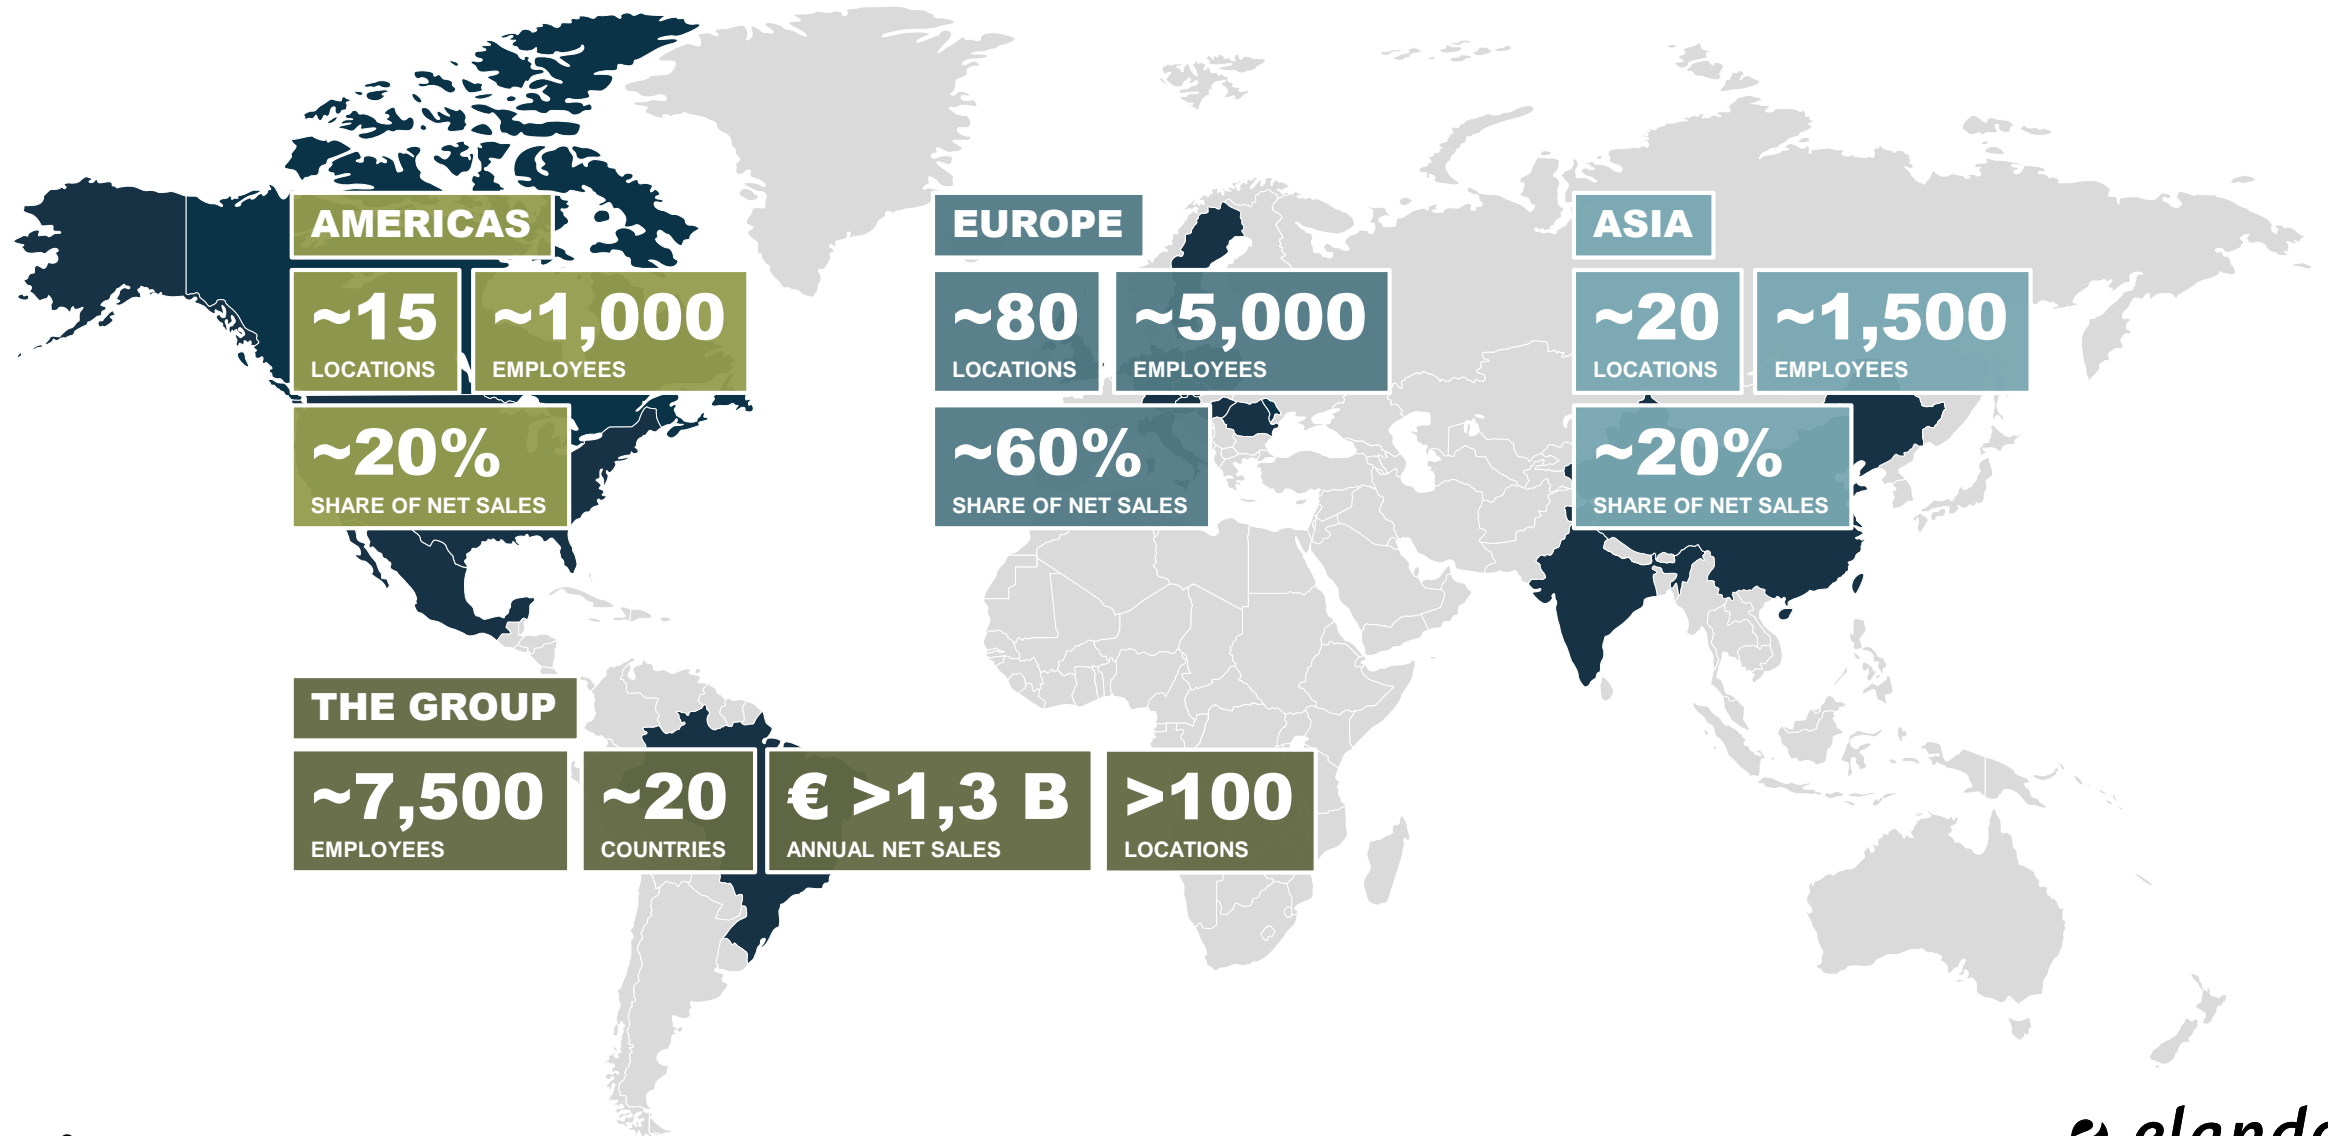 AMERICAS
~15
LOCATIONS
~1,000
EMPLOYEES
~20%
SHARE OF NET SALES
EUROPE
~80
LOCATIONS
~5,000
EMPLOYEES
~60%
SHARE OF NET SALES
ASIA
~20
LOCATIONS
~1,500
EMPLOYEES
~20%
SHARE OF NET SALES
THE GROUP
~7,500
EMPLOYEES
~20
COUNTRIES
€ >1,3 B
ANNUAL NET SALES
>100
LOCATIONS